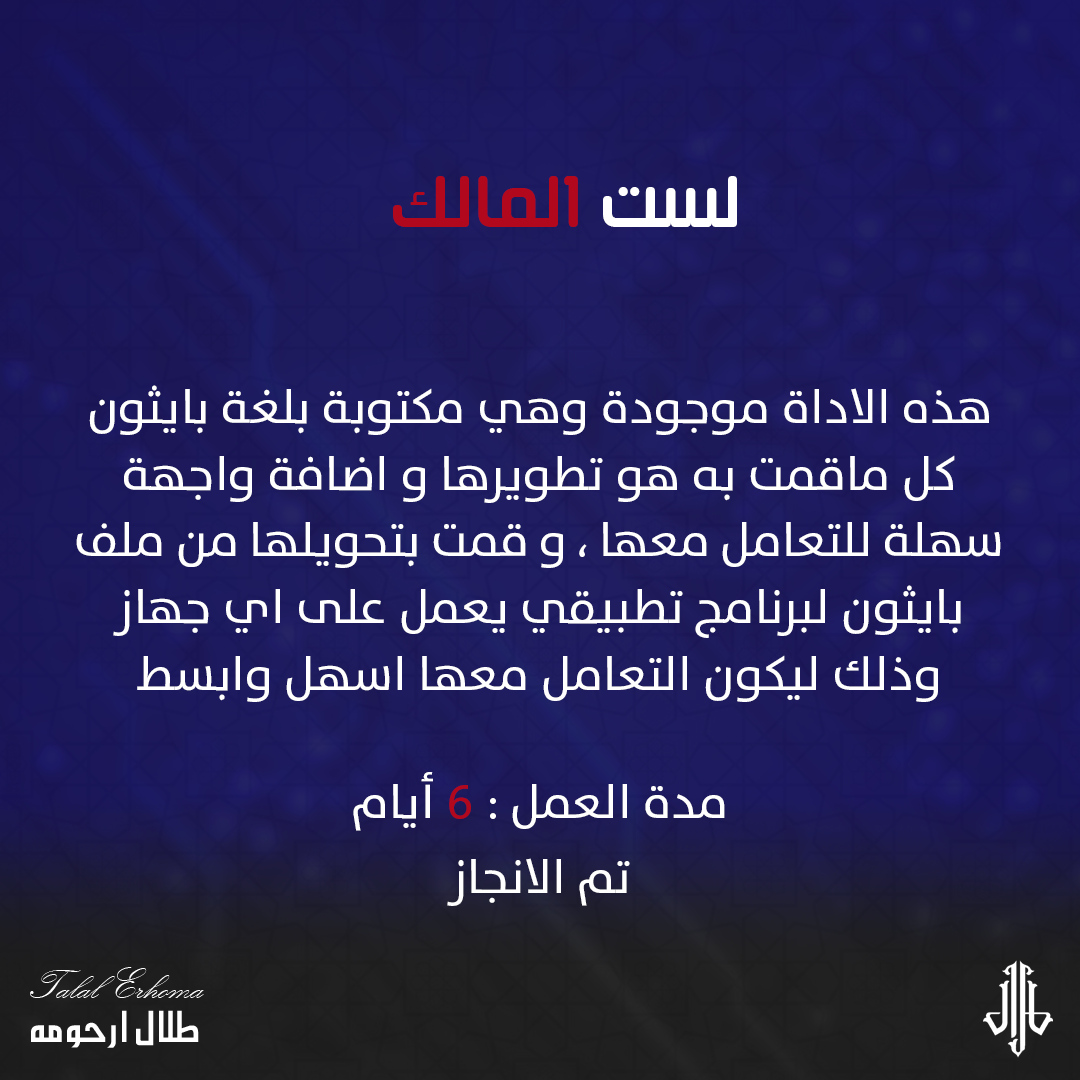 لست المالك
هذه الاداة موجودة وهي مكتوبة بلغة بايثون
كل ماقمت به هو تطويرها و اضافة واجهة
سهلة للتعامل معها ، و قمت بتحويلها من ملف
بايثون لبرنامج تطبيقي يعمل على اي جهاز
وذلك ليكون التعامل معها اسهل وابسط
مدة العمل : 6 أيام
تم الانجاز
Talal Erhoma
طلال ارحومه